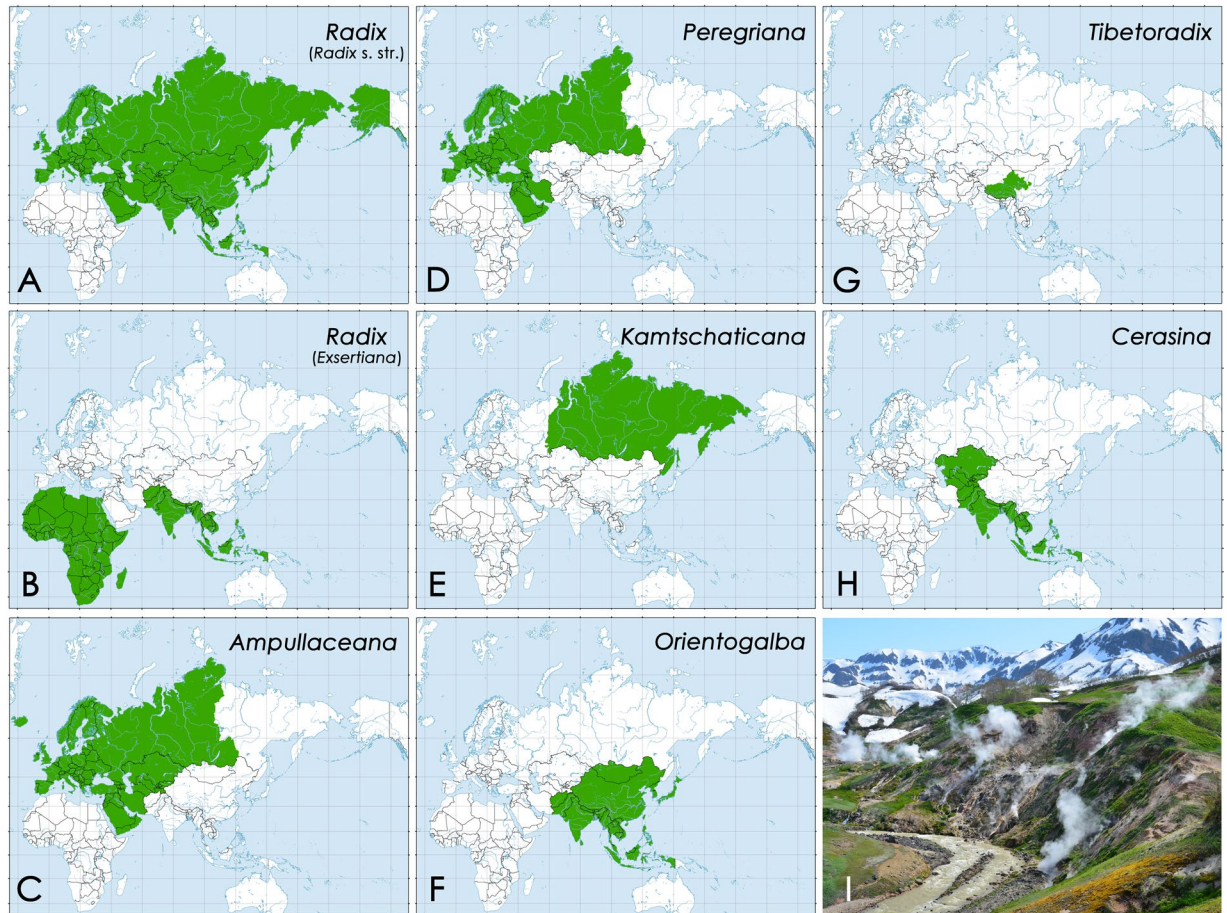 Radix
(Radix s. str.)
A
Peregriana
D
Tibetoradix
G
Radix
(Exsertiana)
B
Kamtschaticana
E
Cerasina
H
Ampullaceana
C
Orientogalba
F
I